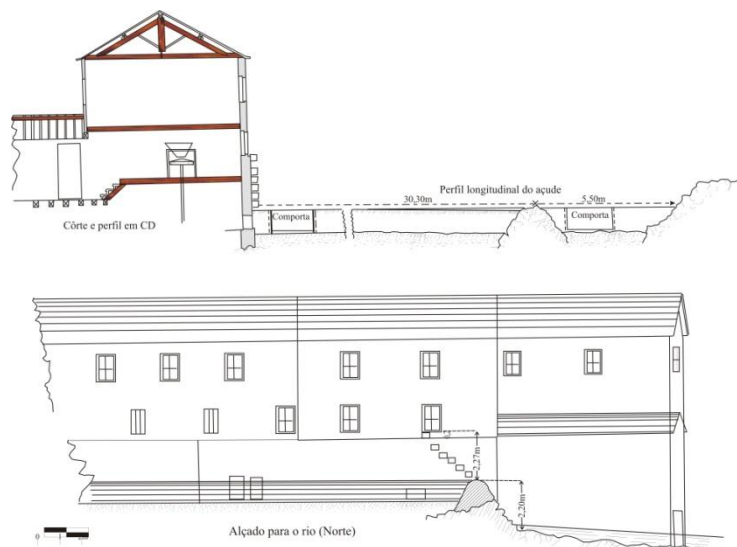 Perfil longitudinal do açude
30,30m
5,50m
Comporta
Comporta
Côrte e perfil em CD
2,27m
2,20m
Alçado para o rio (Norte)
0